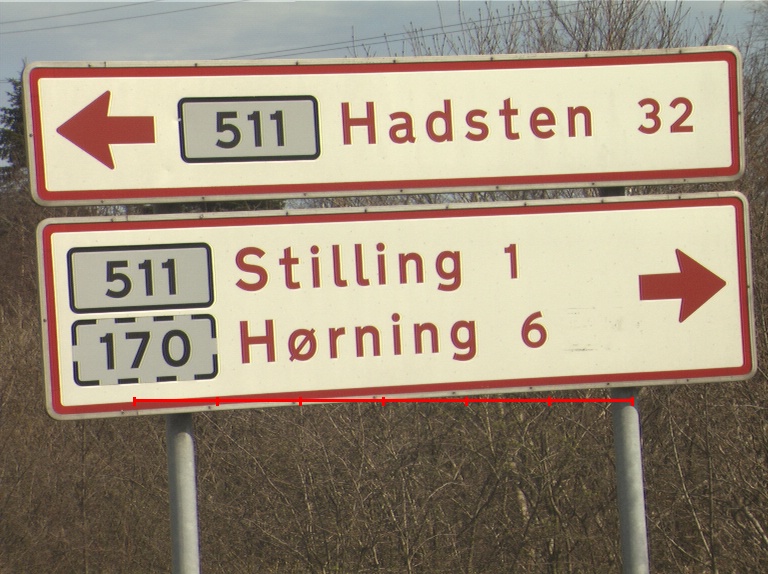 511 Hadsten 32
511 Stilling 1
170 Hørning 6